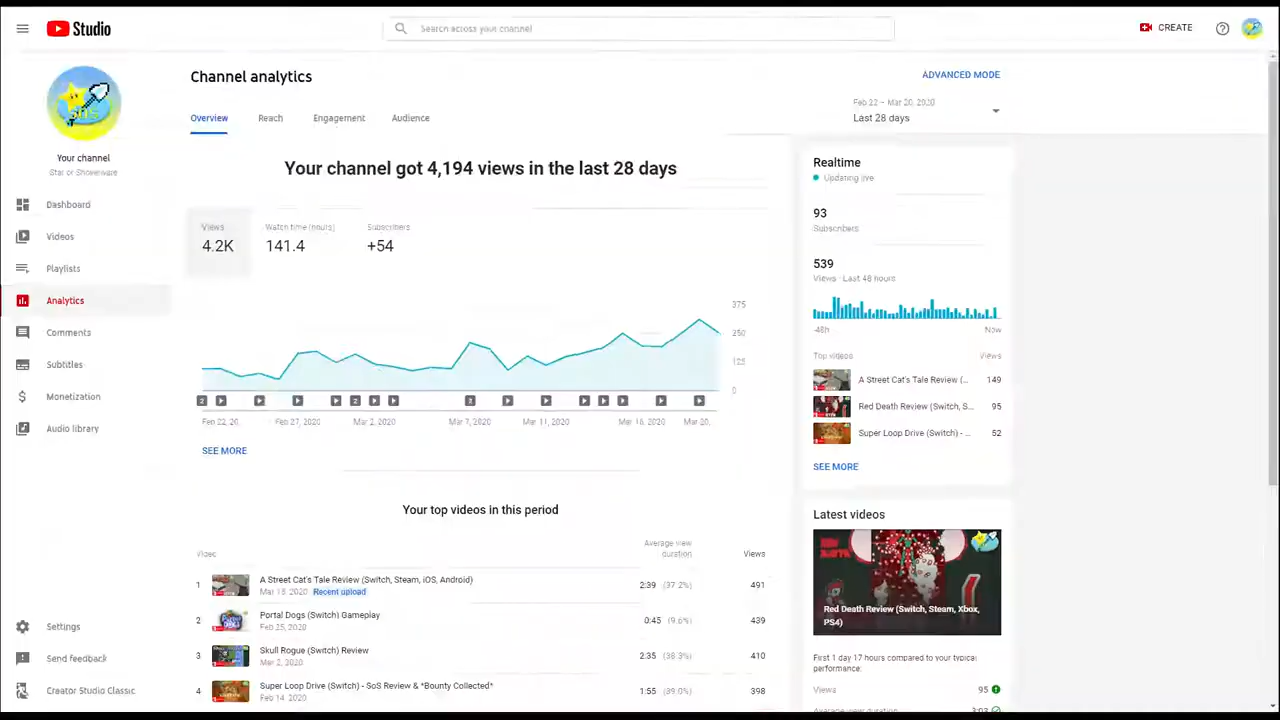 Studio
Search across your channel
CREATE
Your channel
Dashboard
Videos
Playlists
Analytics
Comments
Subtitles
Monetization
Audio library
Settings
Send feedback
Creator Studio Classic
Channel analytics
ADVANCED MODE
Overview
Reach
Engagement
Audience
Feb 22 – Mar 20, 2020
Last 28 days
Your channel got 4,194 views in the last 28 days
Views
4.2K
Watch time (hours)
141.4
Subscribers
+54
375
250
125
0
2
2
2
Feb 22, 20.
Feb 27, 2020
Mar 2, 2020
Mar 7, 2020
Mar 11, 2020
Mar 16, 2020
Mar 20,
SEE MORE
Your top videos in this period
Video
Average view
duration
Views
1
A Street Cat's Tale Review (Switch, Steam, iOS, Android)
Mar 13, 2020 Recent upload
2:39 (37.2%)
491
2
Portal Dogs (Switch) Gameplay
Feb 25, 2020
0:45 (9.6%)
439
3
Skull Rogue (Switch) Review
Mar 2, 2020
2:35 (38.3%)
410
4
Super Loop Drive (Switch) - SoS Review & *Bounty Collected*
Feb 14, 2020
1:55 (39.0%)
398
Realtime
Updating live
93
Subscribers
539
Views · Last 48 hours
-48h
Now
Top videos
Views
A Street Cat's Tale Review (...
149
Red Death Review (Switch, S...
95
Super Loop Drive (Switch) - ...
52
SEE MORE
Latest videos
Red Death Review (Switch, Steam, Xbox,
PS4)
First 1 day 17 hours compared to your typical
performance:
Views
95
Average view duration
3:03